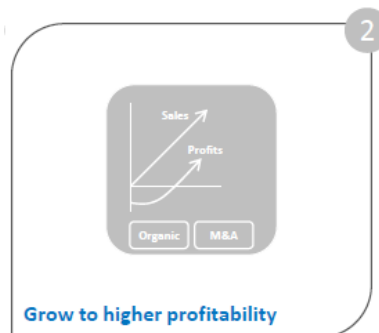 2
Sales
Profits
Organic
M&A
Grow to higher profitability